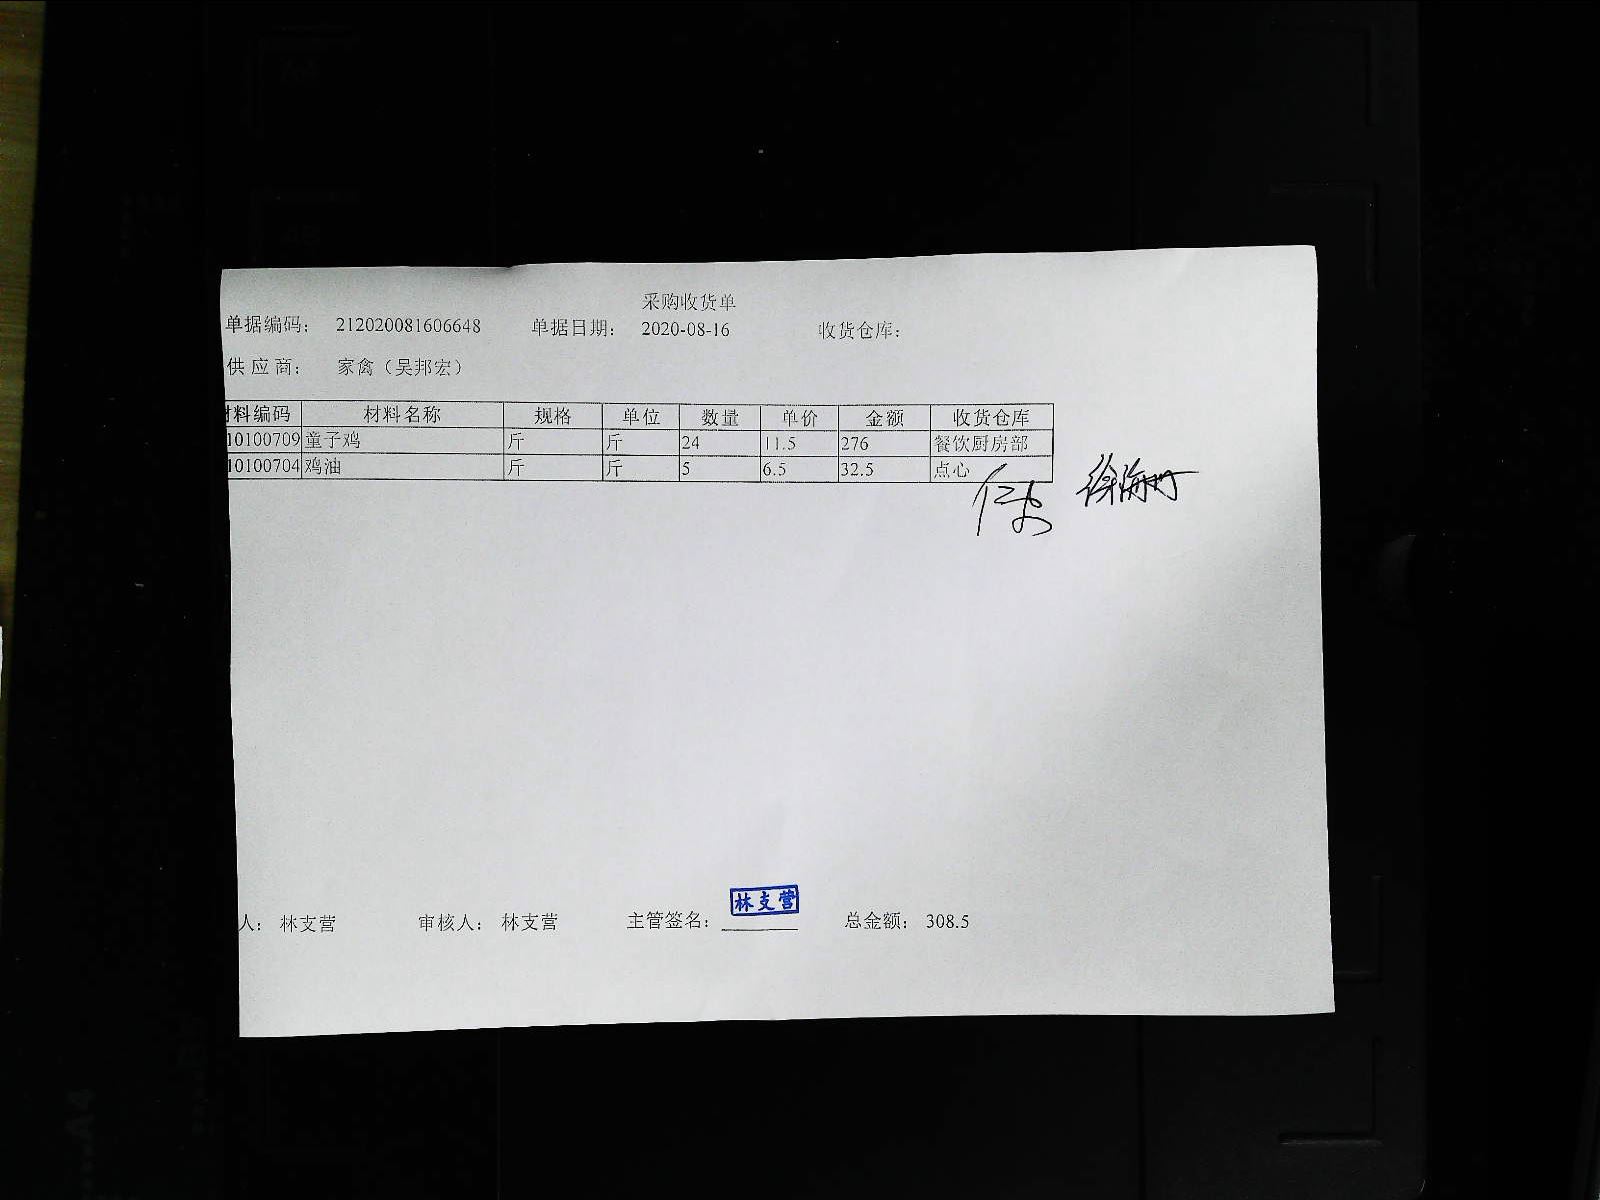 采购收货单
单据编码： 212020081606648 单据日期： 2020-08-16 收货仓库：
供 应 商： 家禽（吴邦宏）
材料编码 材料名称 规格 单位 数量 单价 金额 收货仓库
10100709 童子鸡 斤 斤 24 11.5 276 餐饮厨房部
10100704 鸡油 斤 斤 5 6.5 32.5 点心
徐海丹
林支营
人： 林支营 审核人： 林支营 主管签名： 总金额： 308.5